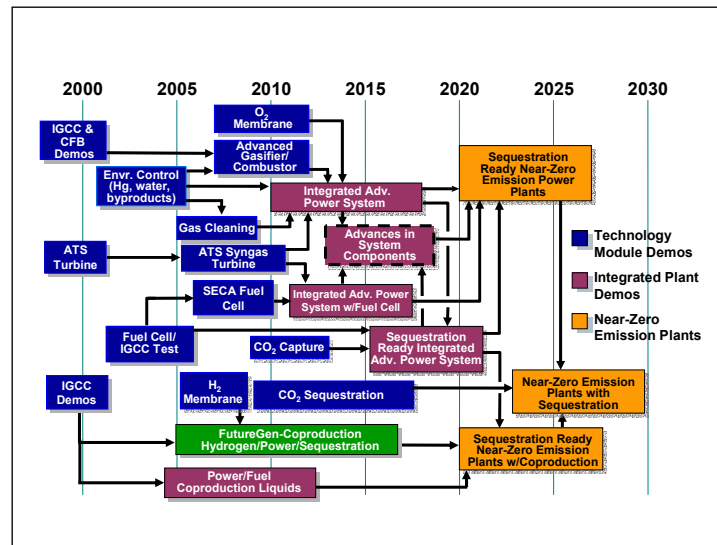 2000 2005 2010 2015 2020 2025 2030
O2
Membrane
IGCC &
CFB
Demos
Advanced
Gasifier/
Combustor
Sequestration
Ready Near-Zero
Emission Power
Plants
Envr. Control
(Hg, water,
byproducts)
Integrated Adv.
Power System
Gas Cleaning
Advances in
System
Components
Technology
Module Demos
ATS
Turbine
ATS Syngas
Turbine
Integrated Plant
Demos
SECA Fuel
Cell
Integrated Adv. Power
System w/Fuel Cell
Near-Zero
Emission Plants
Fuel Cell/
IGCC Test
CO2 Capture
Sequestration
Ready Integrated
Adv. Power System
IGCC
Demos
H2
Membrane
CO2 Sequestration
Near-Zero Emission
Plants with
Sequestration
FutureGen-Coproduction
Hydrogen/Power/Sequestration
Sequestration Ready
Near-Zero Emission
Plants w/Coproduction
Power/Fuel
Coproduction Liquids